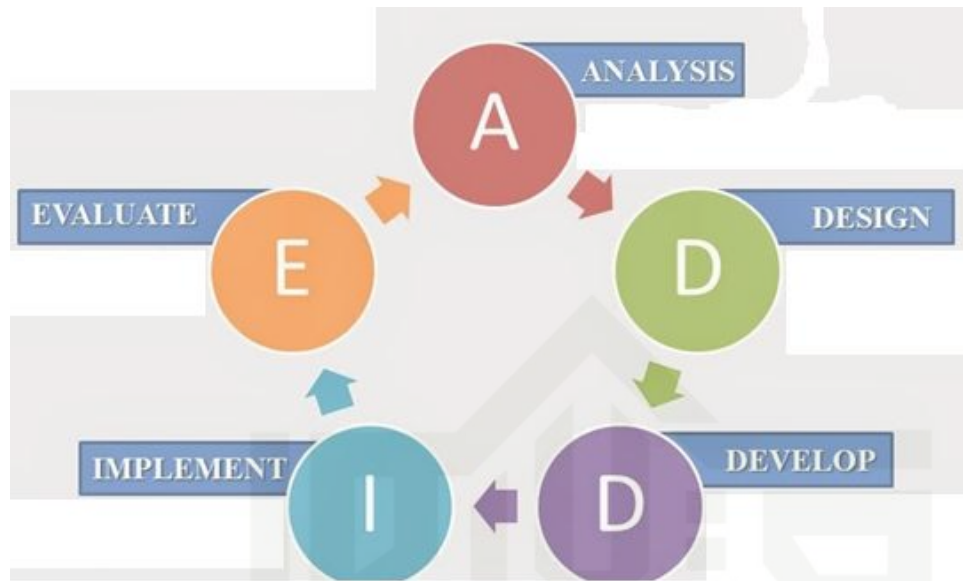 A
ANALYSIS
D
DESIGN
D
DEVELOP
I
IMPLEMENT
E
EVALUATE